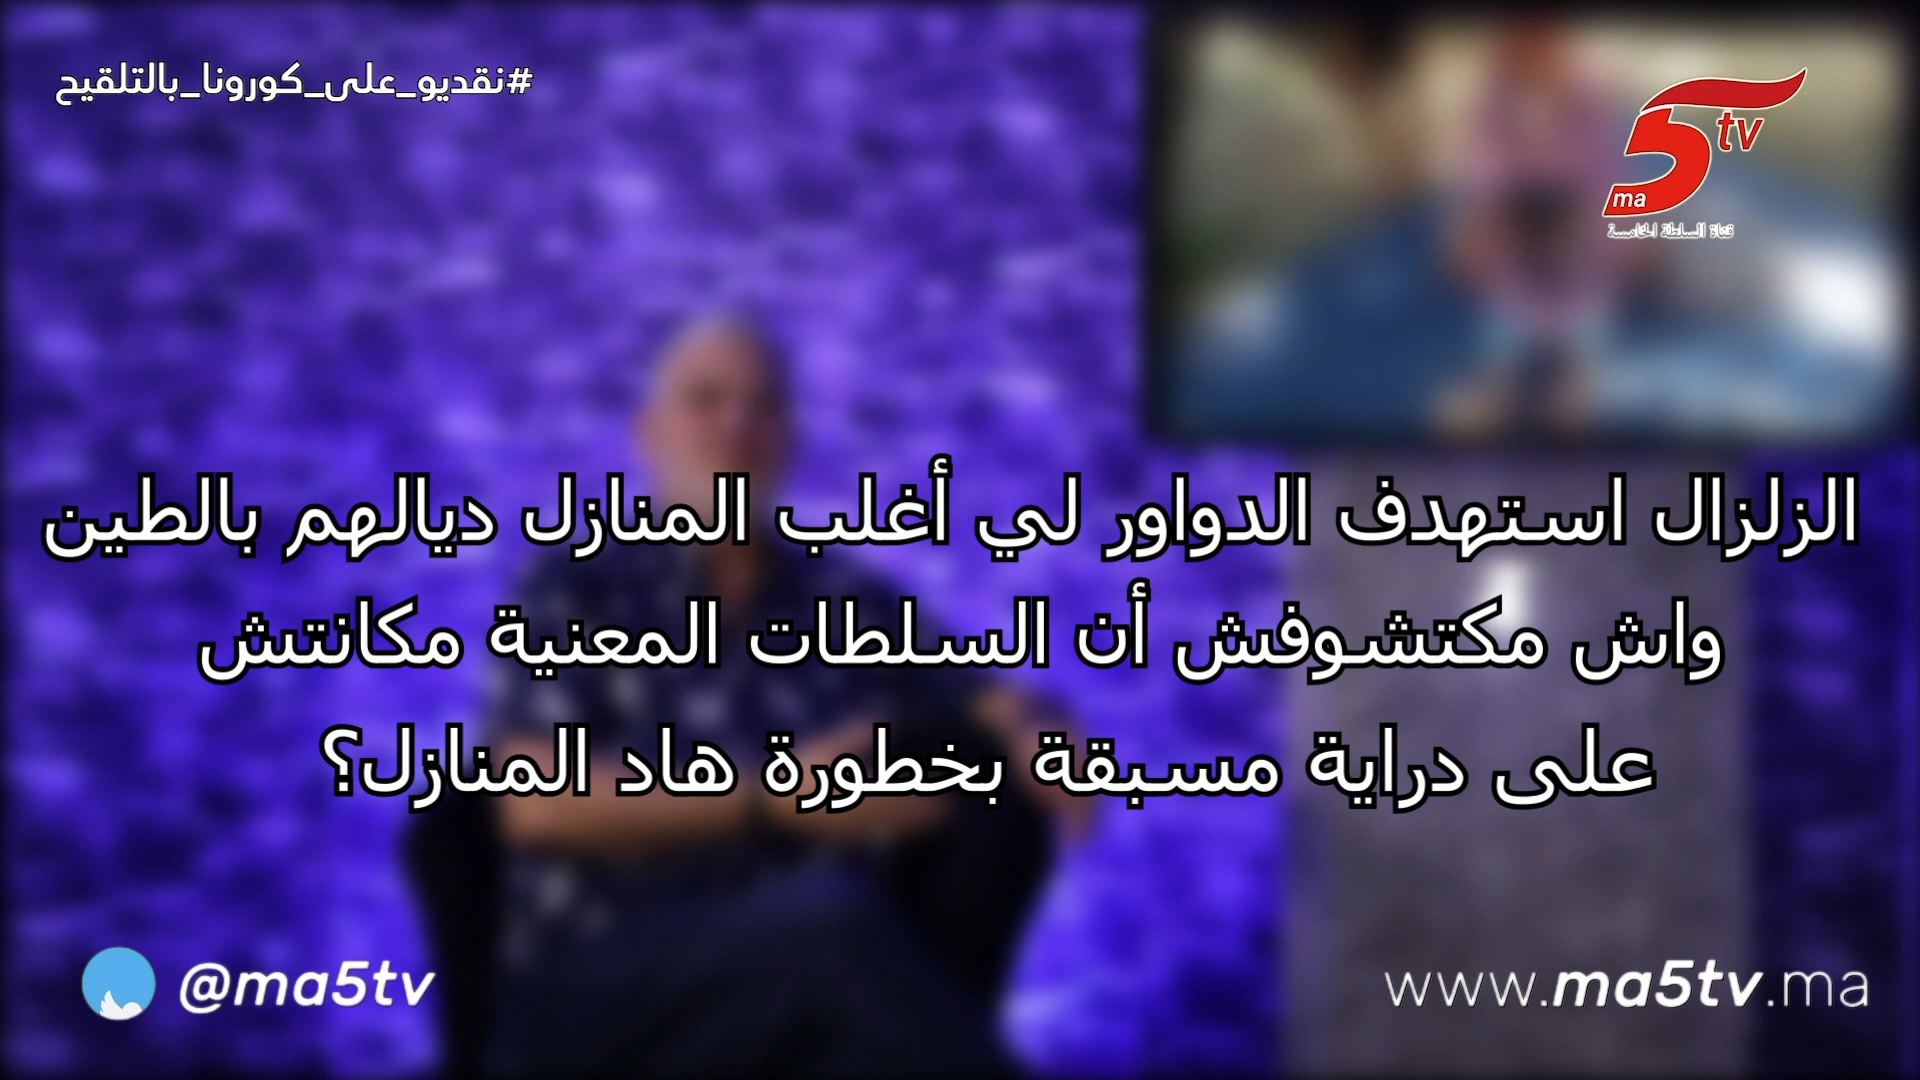 #نقديو_على_كورونا_بالتلقيح
5 tv
ma
قناة السلطة الخامسة
الزلزال استهدف الدواور لي أغلب المنازل ديالهم بالطين
واش مكتشوفش أن السلطات المعنية مكانتش
على دراية مسبقة بخطورة هاد المنازل؟
@ma5tv
www.ma5tv.ma